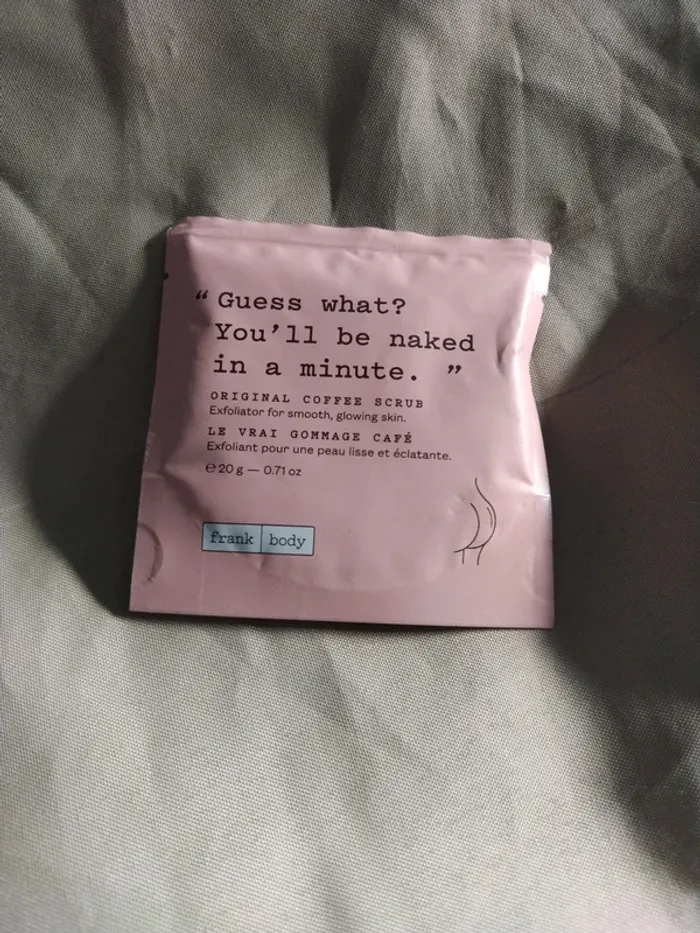 “ Guess what?
You’ll be naked
in a minute. ”
ORIGINAL COFFEE SCRUB
Exfoliator for smooth, glowing skin.
LE VRAI GOMMAGE CAFÉ
Exfoliant pour une peau lisse et éclatante.
℮ 20 g — 0.71 oz
frank body